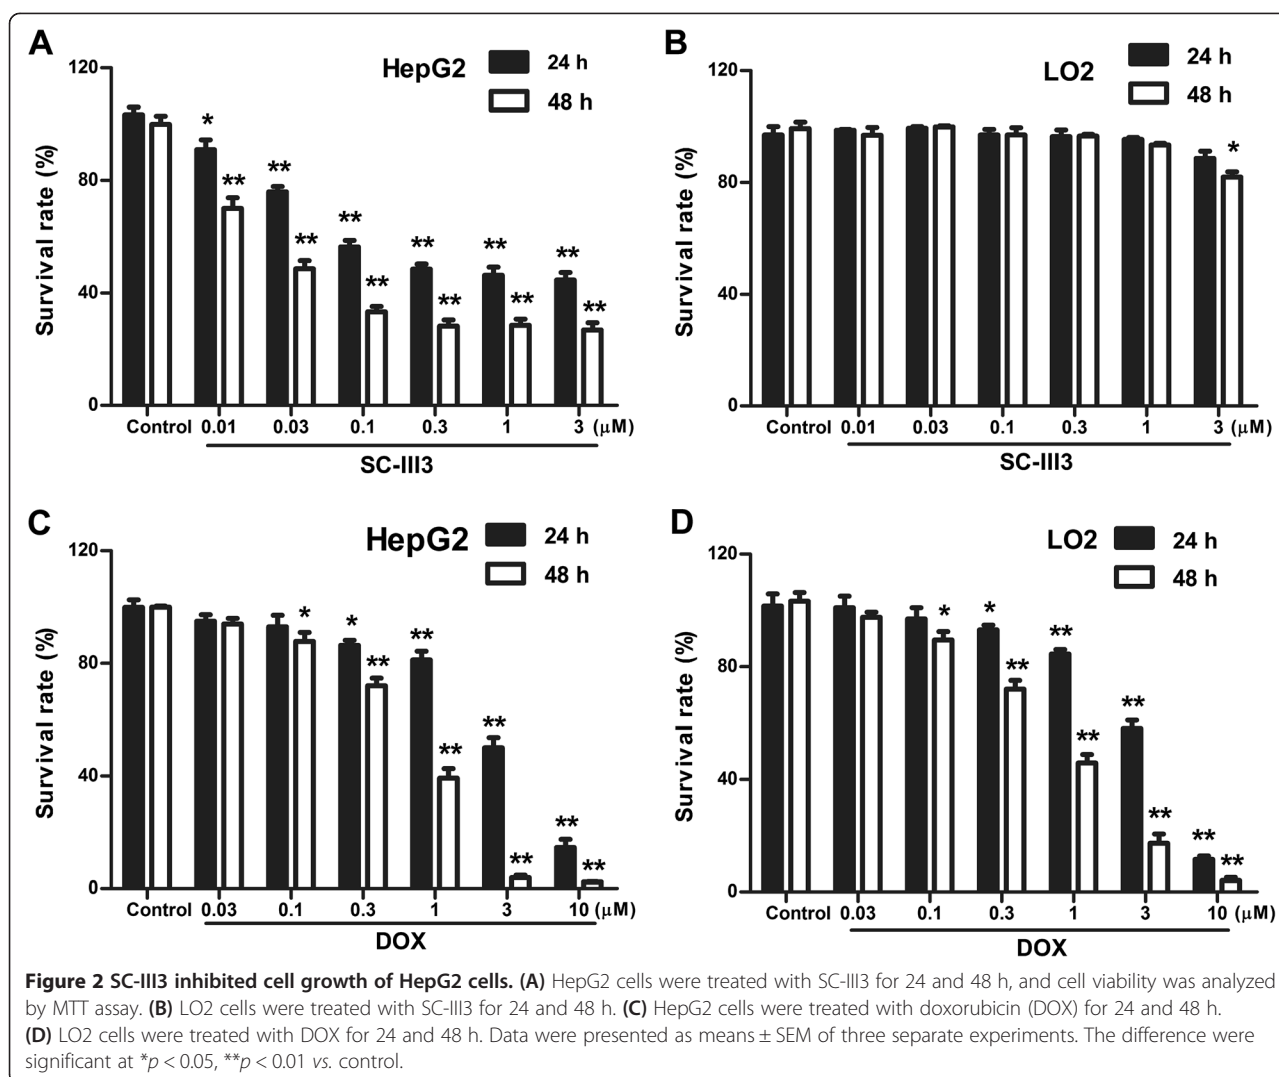 A
HepG2
24 h
48 h
Survival rate (%)
120
80
40
0
* ** ** ** ** ** ** ** ** ** ** **
Control 0.01 0.03 0.1 0.3 1 3 (μM)
SC-III3
B
LO2
24 h
48 h
Survival rate (%)
120
80
40
0
*
Control 0.01 0.03 0.1 0.3 1 3 (μM)
SC-III3
C
HepG2
24 h
48 h
Survival rate (%)
120
80
40
0
* * ** ** ** ** ** ** **
Control 0.03 0.1 0.3 1 3 10 (μM)
DOX
D
LO2
24 h
48 h
Survival rate (%)
120
80
40
0
* * ** ** ** ** ** ** **
Control 0.03 0.1 0.3 1 3 10 (μM)
DOX
Figure 2 SC-III3 inhibited cell growth of HepG2 cells. (A) HepG2 cells were treated with SC-III3 for 24 and 48 h, and cell viability was analyzed
by MTT assay. (B) LO2 cells were treated with SC-III3 for 24 and 48 h. (C) HepG2 cells were treated with doxorubicin (DOX) for 24 and 48 h.
(D) LO2 cells were treated with DOX for 24 and 48 h. Data were presented as means ± SEM of three separate experiments. The difference were
significant at *p < 0.05, **p < 0.01 vs. control.